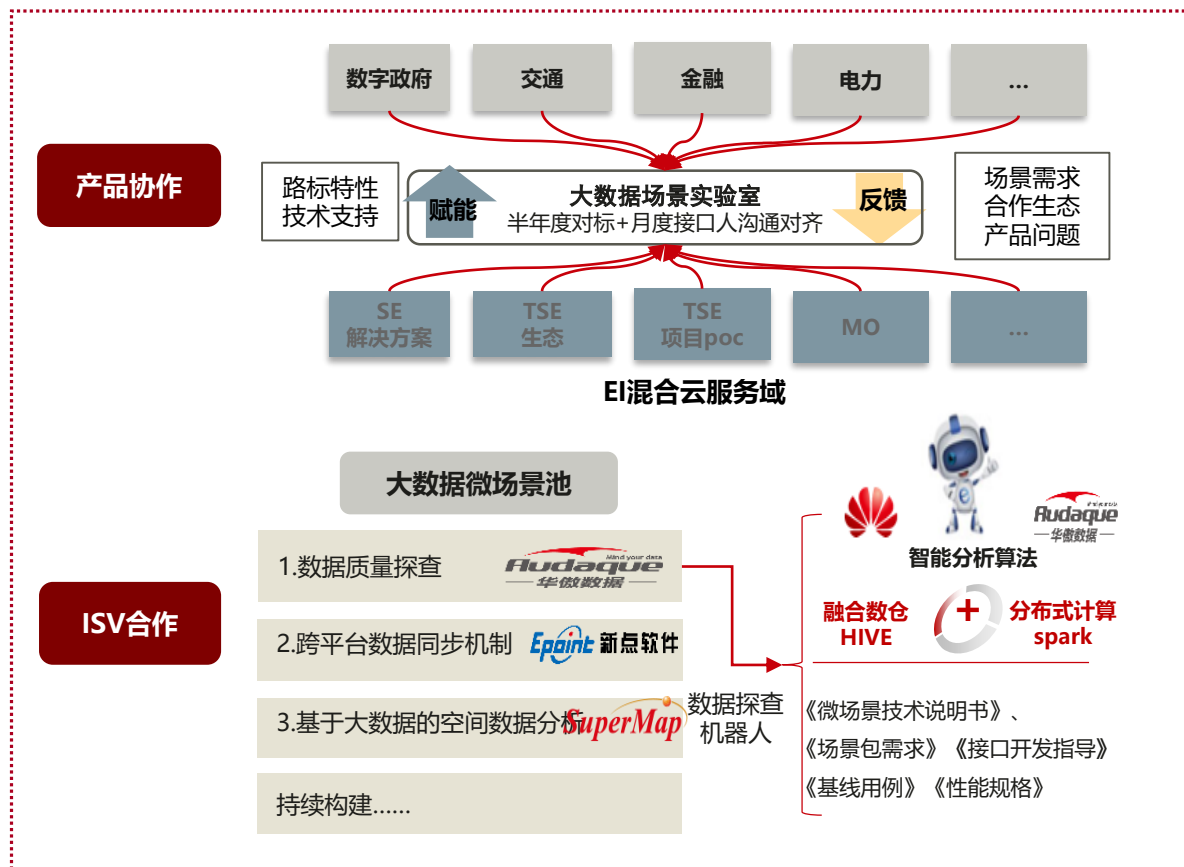 数字政府
交通
金融
电力
...
产品协作
路标特性
技术支持
赋能
大数据场景实验室
半年度对标+月度接口人沟通对齐
反馈
场景需求
合作生态
产品问题
SE
解决方案
TSE
生态
TSE
项目poc
MO
...
EI混合云服务域
大数据微场景池
ISV合作
1.数据质量探查
Mind your data
Audaque
华傲数据
2.跨平台数据同步机制
Epoint 新点软件
3.基于大数据的空间数据分析
SuperMap
持续构建......
数据探查
机器人
e
Audaque
华傲数据
智能分析算法
融合数仓
HIVE
+
分布式计算
spark
《微场景技术说明书》、
《场景包需求》《接口开发指导》
《基线用例》《性能规格》